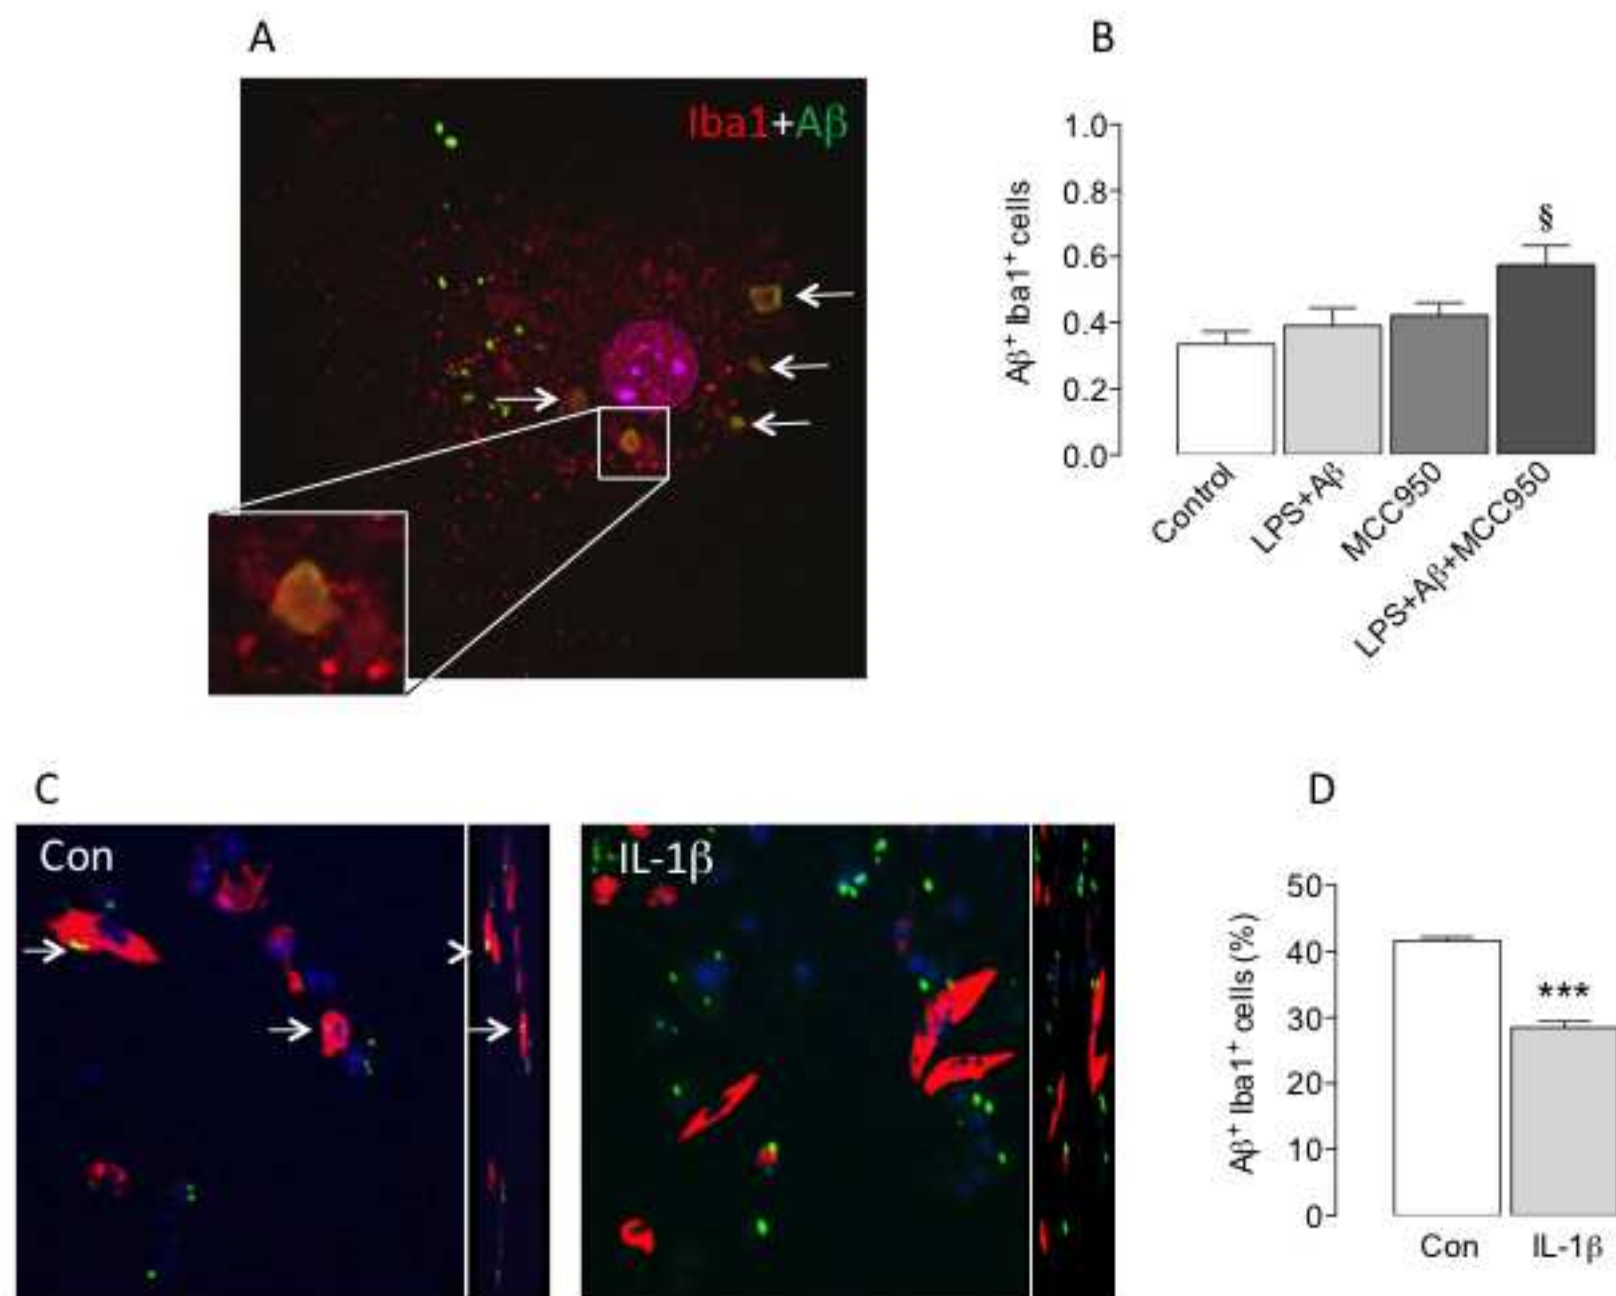 A
B
Iba1+Aβ
Aβ⁺ Iba1⁺ cells
1.0
0.8
0.6
0.4
0.2
0.0
§
Control
LPS+Aβ
MCC950
LPS+Aβ+MCC950
C
D
Con
IL-1β
Aβ⁺ Iba1⁺ cells (%)
50
40
30
20
10
0
***
Con
IL-1β